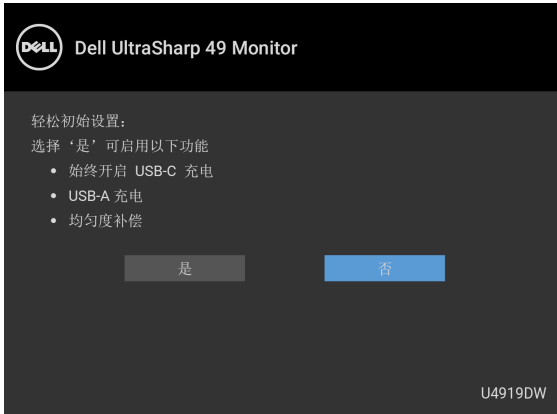 DELL
Dell UltraSharp 49 Monitor
轻松初始设置:
选择‘是’可启用以下功能
• 始终开启 USB-C 充电
• USB-A 充电
• 均匀度补偿
是
否
U4919DW